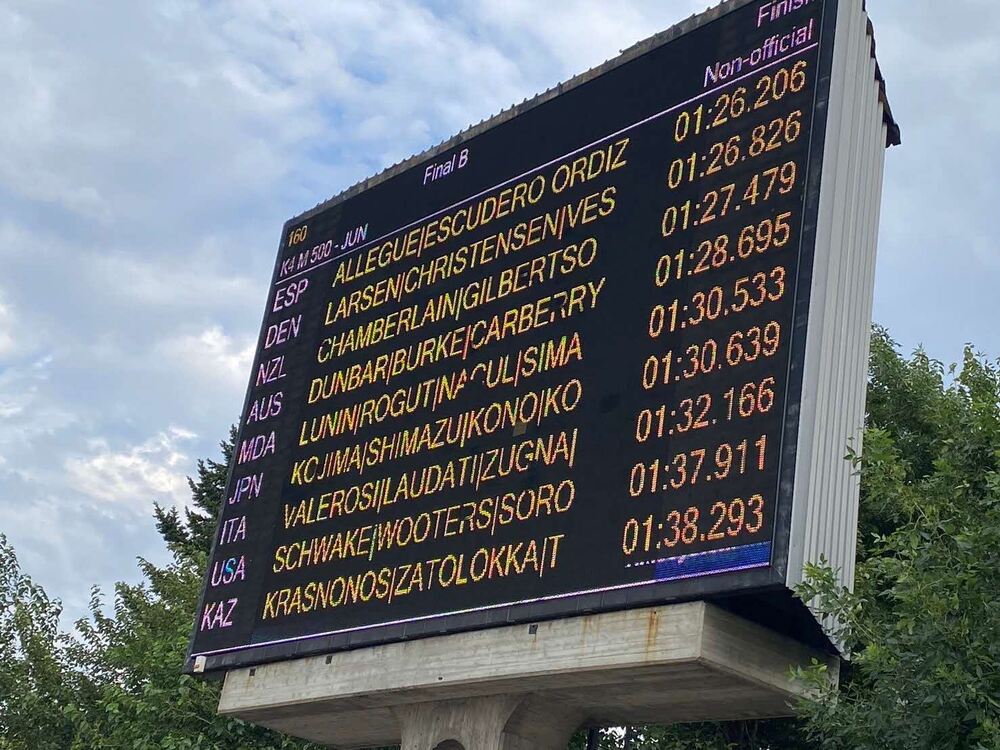 Finish
Non-official
Final B
160
K4 M 500 - JUN
ESP ALLEGUE|ESCUDERO ORDIZ 01:26.206
DEN LARSEN|CHRISTENSEN|VES 01:26.826
NZL CHAMBERLAIN|GILBERTSO 01:27.479
AUS DUNBAR|BURKE|CARBERRY 01:28.695
MDA LUNIN|ROGUT|NACUL|SIMA 01:30.533
JPN KOJIMA|SHIMAZU|KONO|KO 01:30.639
ITA VALEROSI|LAUDATI|ZUGNA| 01:32.166
USA SCHWAKE|WOOTERS|SORO 01:37.911
KAZ KRASNONOS|ZATOLOKKA|T 01:38.293